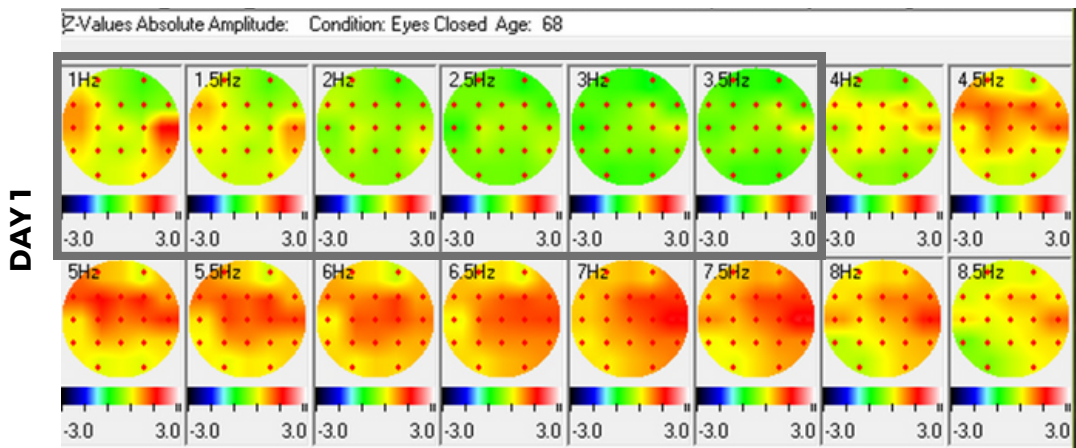 Z-Values Absolute Amplitude: Condition: Eyes Closed Age: 68
DAY 1
1Hz 1.5Hz 2Hz 2.5Hz 3Hz 3.5Hz 4Hz 4.5Hz
-3.0 3.0 -3.0 3.0 -3.0 3.0 -3.0 3.0 -3.0 3.0 -3.0 3.0 -3.0 3.0 -3.0 3.0
5Hz 5.5Hz 6Hz 6.5Hz 7Hz 7.5Hz 8Hz 8.5Hz
-3.0 3.0 -3.0 3.0 -3.0 3.0 -3.0 3.0 -3.0 3.0 -3.0 3.0 -3.0 3.0 -3.0 3.0